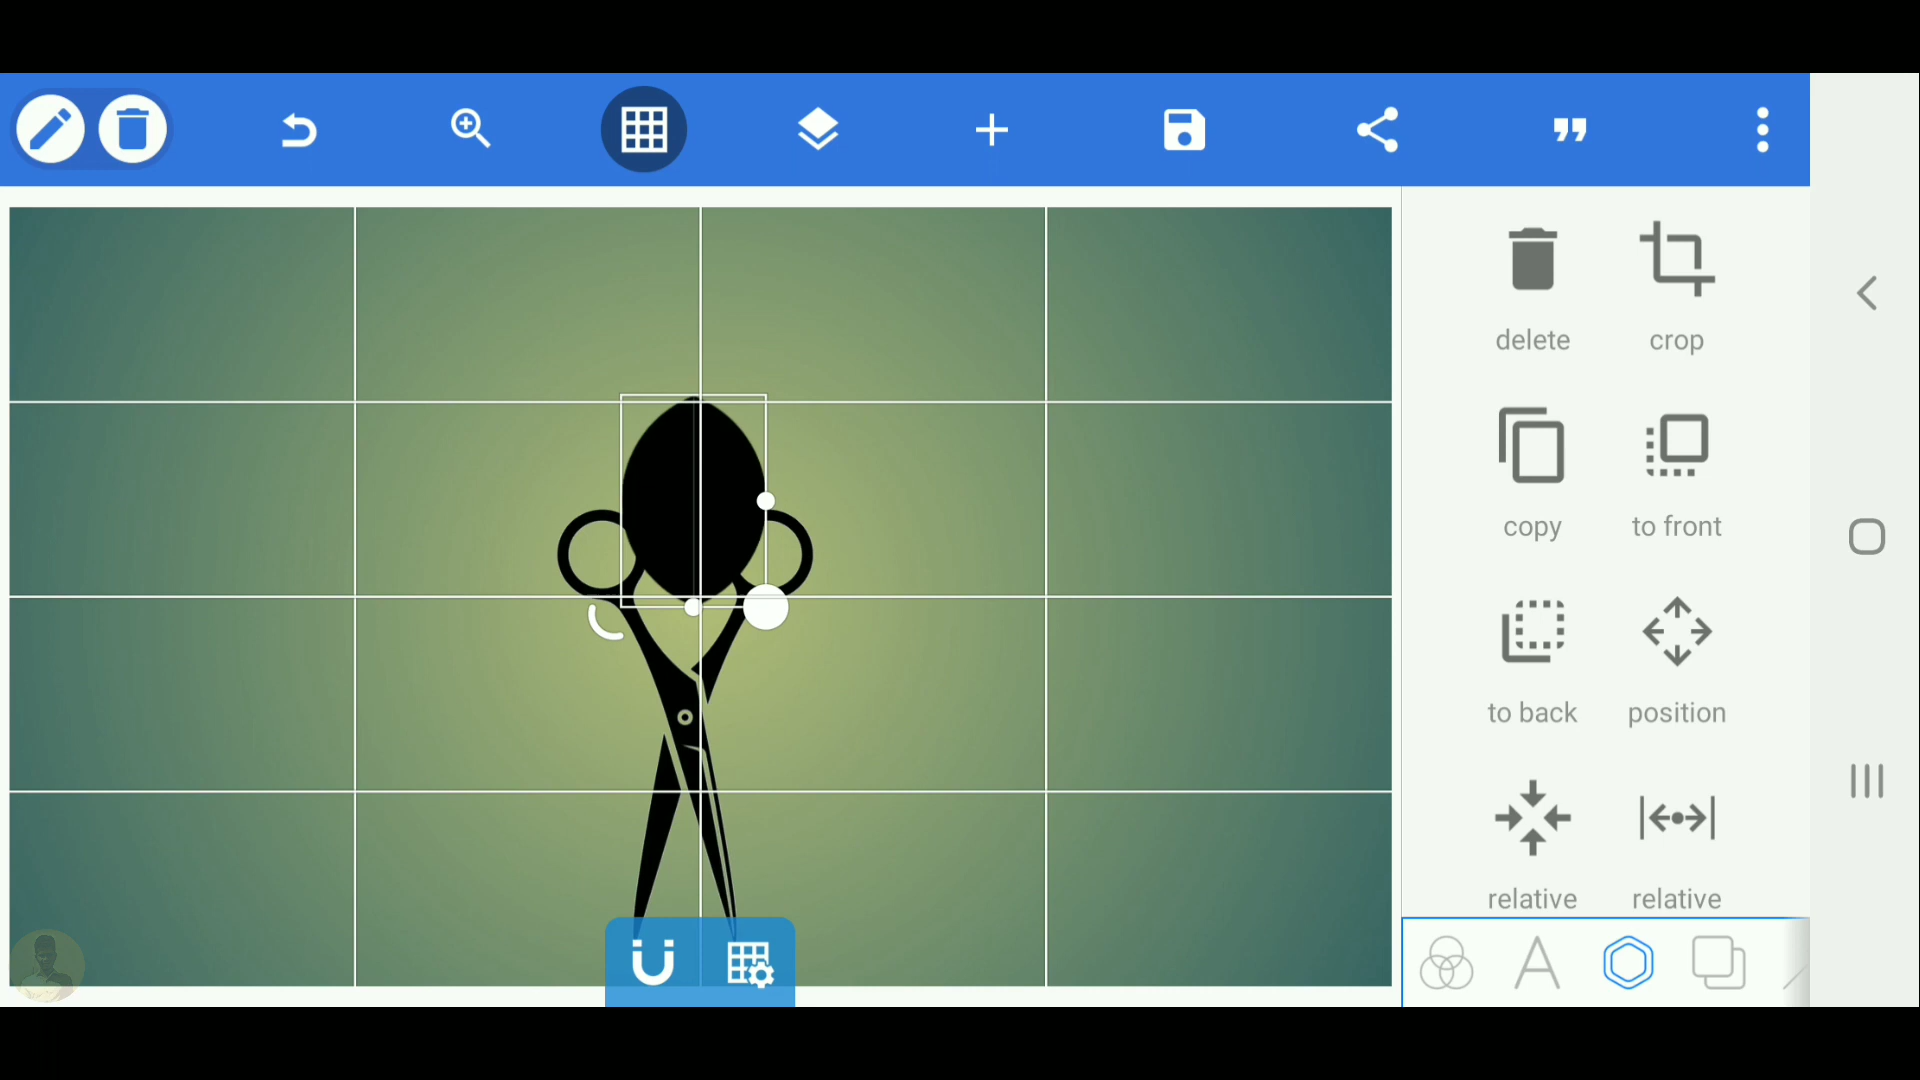 delete crop
copy to front
to back position
relative relative